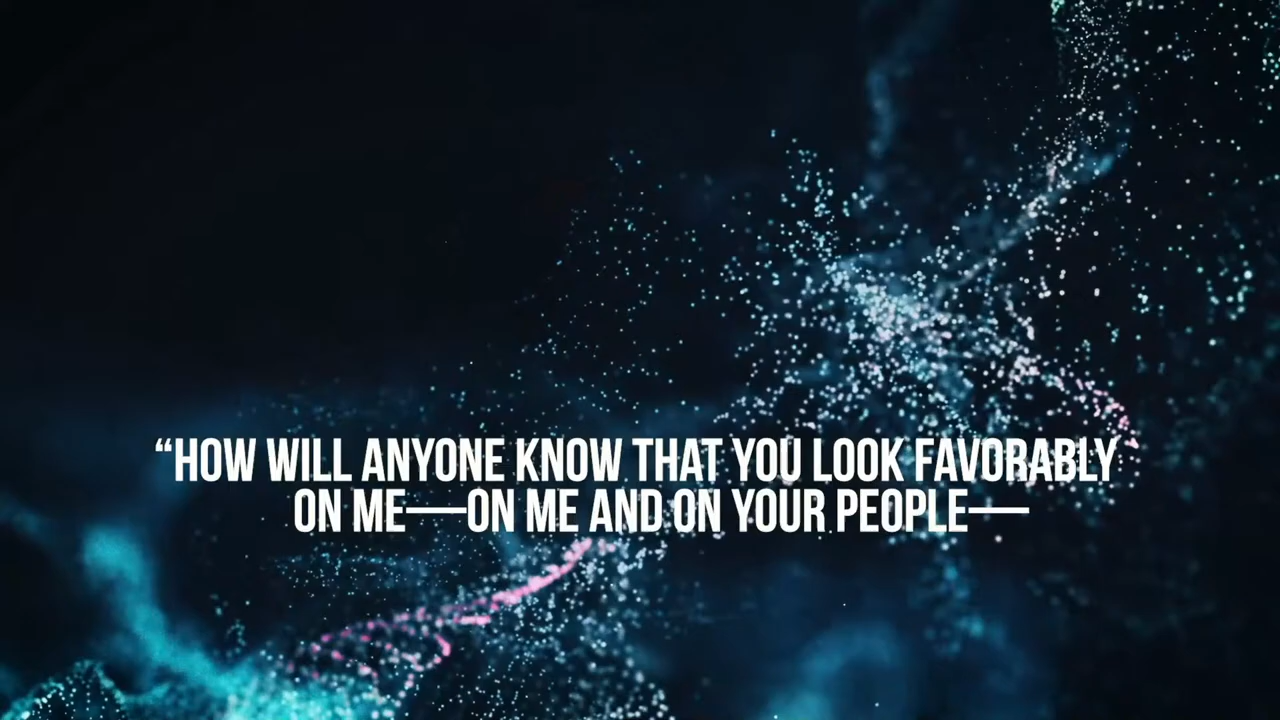 “HOW WILL ANYONE KNOW THAT YOU LOOK FAVORABLY
ON ME—ON ME AND ON YOUR PEOPLE—